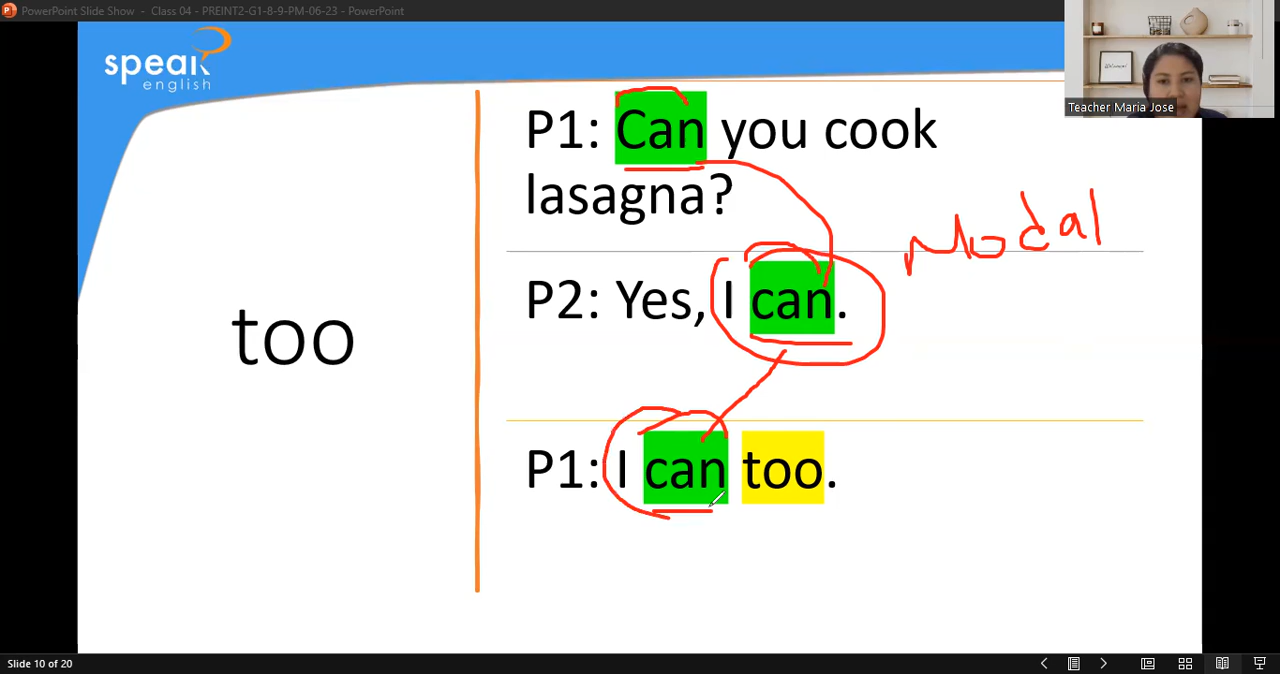 PowerPoint Slide Show - Class 04 - PREINT2-G1-8-9-PM-06-23 - PowerPoint
speak
english
Teacher Maria Jose
P1: Can you cook
lasagna?
Modal
P2: Yes, I can.
too
P1: I can too.
Slide 10 of 20